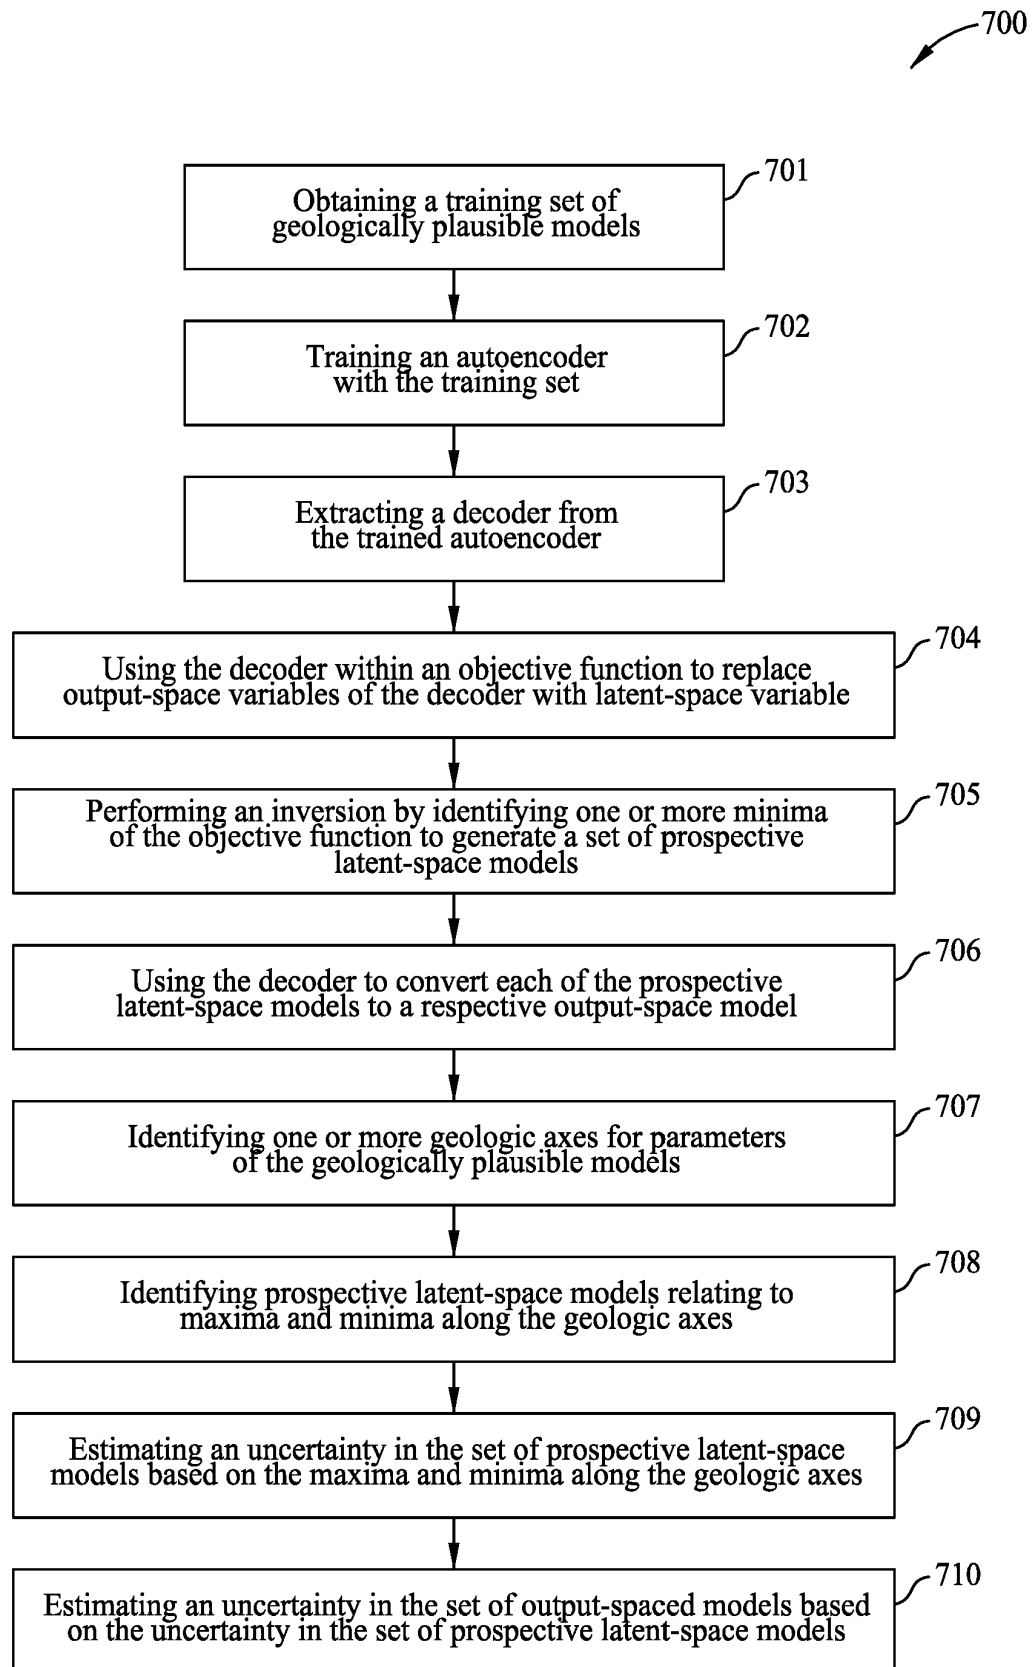 700
701
Obtaining a training set of
geologically plausible models
702
Training an autoencoder
with the training set
703
Extracting a decoder from
the trained autoencoder
704
Using the decoder within an objective function to replace
output-space variables of the decoder with latent-space variable
705
Performing an inversion by identifying one or more minima
of the objective function to generate a set of prospective
latent-space models
706
Using the decoder to convert each of the prospective
latent-space models to a respective output-space model
707
Identifying one or more geologic axes for parameters
of the geologically plausible models
708
Identifying prospective latent-space models relating to
maxima and minima along the geologic axes
709
Estimating an uncertainty in the set of prospective latent-space
models based on the maxima and minima along the geologic axes
710
Estimating an uncertainty in the set of output-spaced models based
on the uncertainty in the set of prospective latent-space models